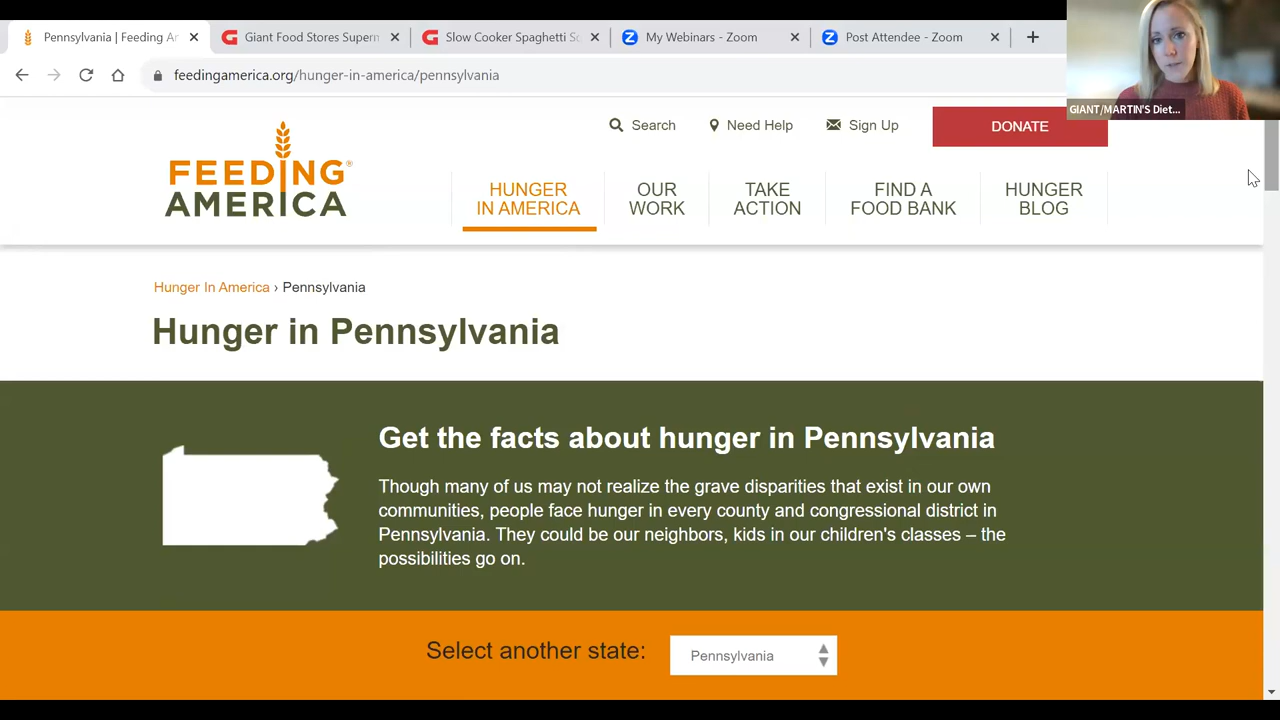 Pennsylvania | Feeding Ar
Giant Food Stores Superm
Slow Cooker Spaghetti Sq
My Webinars - Zoom
Post Attendee - Zoom
feedingamerica.org/hunger-in-america/pennsylvania
GIANT/MARTIN'S Diet...
Search
Need Help
Sign Up
DONATE
FEEDING
AMERICA
HUNGER
IN AMERICA
OUR
WORK
TAKE
ACTION
FIND A
FOOD BANK
HUNGER
BLOG
Hunger In America › Pennsylvania
Hunger in Pennsylvania
Get the facts about hunger in Pennsylvania
Though many of us may not realize the grave disparities that exist in our own
communities, people face hunger in every county and congressional district in
Pennsylvania. They could be our neighbors, kids in our children's classes – the
possibilities go on.
Select another state:
Pennsylvania